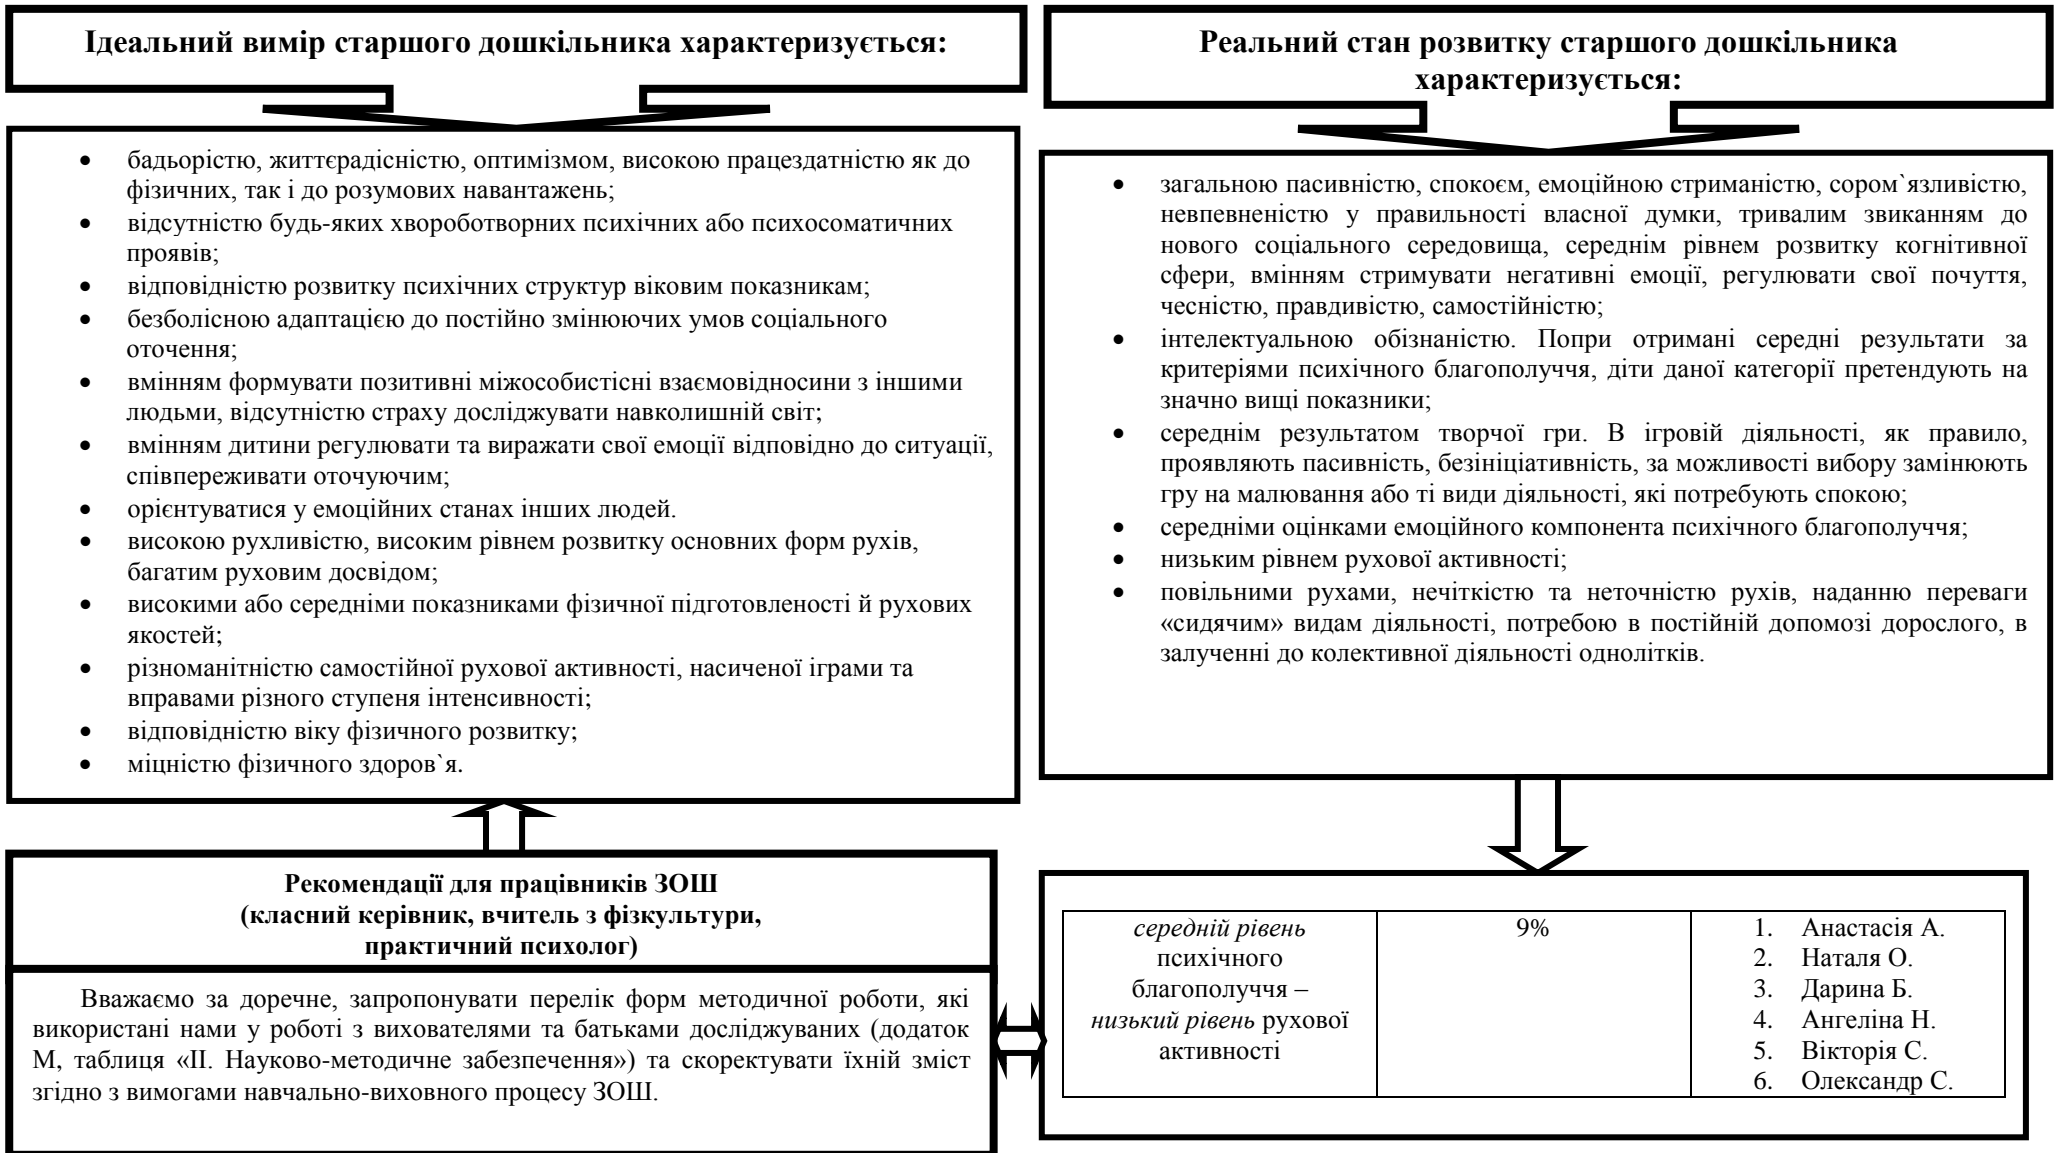 Ідеальний вимір старшого дошкільника характеризується:
• бадьорістю, життєрадісністю, оптимізмом, високою працездатністю як до
фізичних, так і до розумових навантажень;
• відсутністю будь-яких хвороботворних психічних або психосоматичних
проявів;
• відповідністю розвитку психічних структур віковим показникам;
• безболісною адаптацією до постійно змінюючих умов соціального
оточення;
• вмінням формувати позитивні міжособистісні взаємовідносини з іншими
людьми, відсутністю страху досліджувати навколишній світ;
• вмінням дитини регулювати та виражати свої емоції відповідно до ситуації,
співпереживати оточуючим;
• орієнтуватися у емоційних станах інших людей.
• високою рухливістю, високим рівнем розвитку основних форм рухів,
багатим руховим досвідом;
• високими або середніми показниками фізичної підготовленості й рухових
якостей;
• різноманітністю самостійної рухової активності, насиченої іграми та
вправами різного ступеня інтенсивності;
• відповідністю віку фізичного розвитку;
• міцністю фізичного здоров`я.
Реальний стан розвитку старшого дошкільника
характеризується:
• загальною пасивністю, спокоєм, емоційною стриманістю, сором`язливістю,
невпевненістю у правильності власної думки, тривалим звиканням до
нового соціального середовища, середнім рівнем розвитку когнітивної
сфери, вмінням стримувати негативні емоції, регулювати свої почуття,
чесністю, правдивістю, самостійністю;
• інтелектуальною обізнаністю. Попри отримані середні результати за
критеріями психічного благополуччя, діти даної категорії претендують на
значно вищі показники;
• середнім результатом творчої гри. В ігровій діяльності, як правило,
проявляють пасивність, безініціативність, за можливості вибору замінюють
гру на малювання або ті види діяльності, які потребують спокою;
• середніми оцінками емоційного компонента психічного благополуччя;
• низьким рівнем рухової активності;
• повільними рухами, нечіткістю та неточністю рухів, наданню переваги
«сидячим» видам діяльності, потребою в постійній допомозі дорослого, в
залученні до колективної діяльності однолітків.
Рекомендації для працівників ЗОШ
(класний керівник, вчитель з фізкультури,
практичний психолог)
Вважаємо за доречне, запропонувати перелік форм методичної роботи, які
використані нами у роботі з вихователями та батьками досліджуваних (додаток
М, таблиця «ІІ. Науково-методичне забезпечення») та скоректувати їхній зміст
згідно з вимогами навчально-виховного процесу ЗОШ.
середній рівень
психічного
благополуччя –
низький рівень рухової
активності
9%
1. Анастасія А.
2. Наталя О.
3. Дарина Б.
4. Ангеліна Н.
5. Вікторія С.
6. Олександр С.